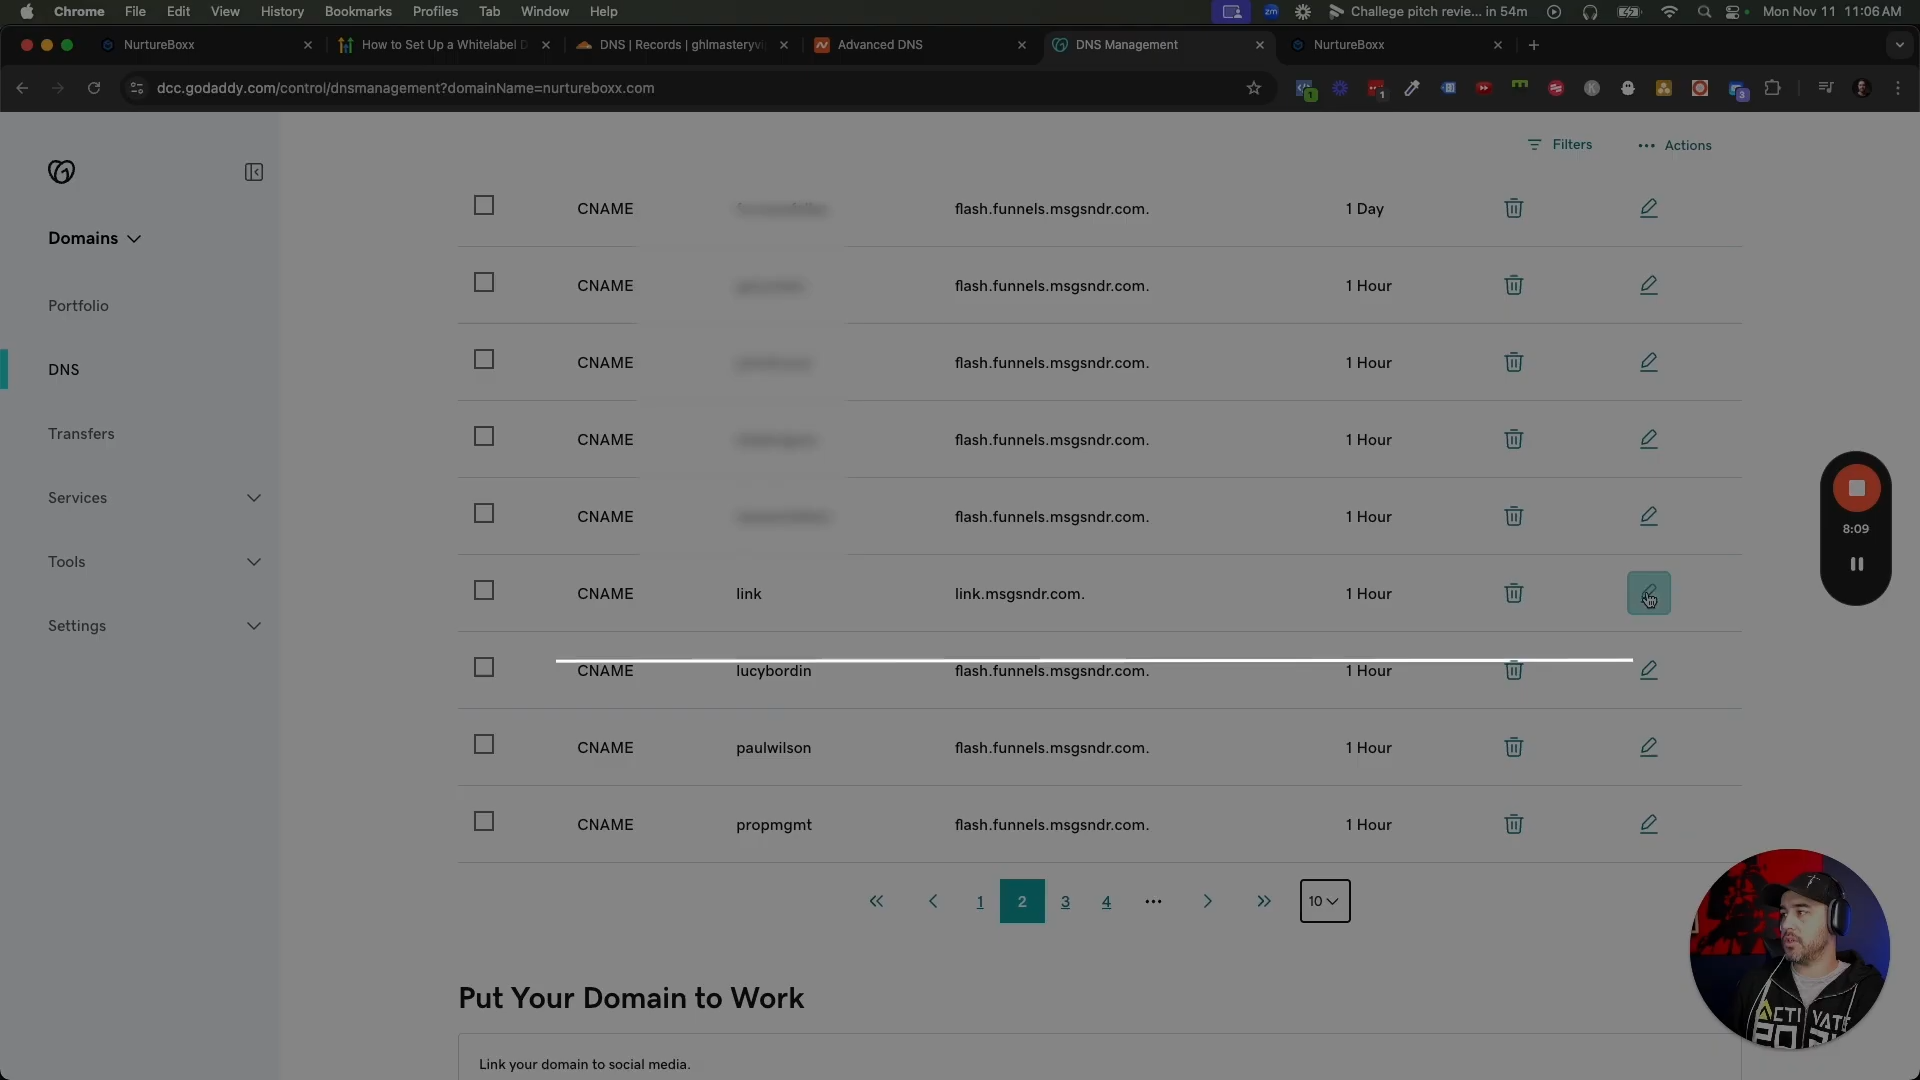 Chrome File Edit View History Bookmarks Profiles Tab Window Help
zm Challege pitch revie... in 54m Mon Nov 11 11:06 AM
NurtureBoxx
How to Set Up a Whitelabel D
DNS | Records | ghlmasteryvi
Advanced DNS
DNS Management
NurtureBoxx
dcc.godaddy.com/control/dnsmanagement?domainName=nurtureboxx.com
1
1
K
3
Filters
Actions
Domains
Portfolio
DNS
Transfers
Services
Tools
Settings
CNAME flash.funnels.msgsndr.com. 1 Day
CNAME flash.funnels.msgsndr.com. 1 Hour
CNAME flash.funnels.msgsndr.com. 1 Hour
CNAME flash.funnels.msgsndr.com. 1 Hour
CNAME flash.funnels.msgsndr.com. 1 Hour
CNAME link link.msgsndr.com. 1 Hour
CNAME lucybordin flash.funnels.msgsndr.com. 1 Hour
CNAME paulwilson flash.funnels.msgsndr.com. 1 Hour
CNAME propmgmt flash.funnels.msgsndr.com. 1 Hour
8:09
1 2 3 4 ••• 10
Put Your Domain to Work
Link your domain to social media.
ACTIVATE